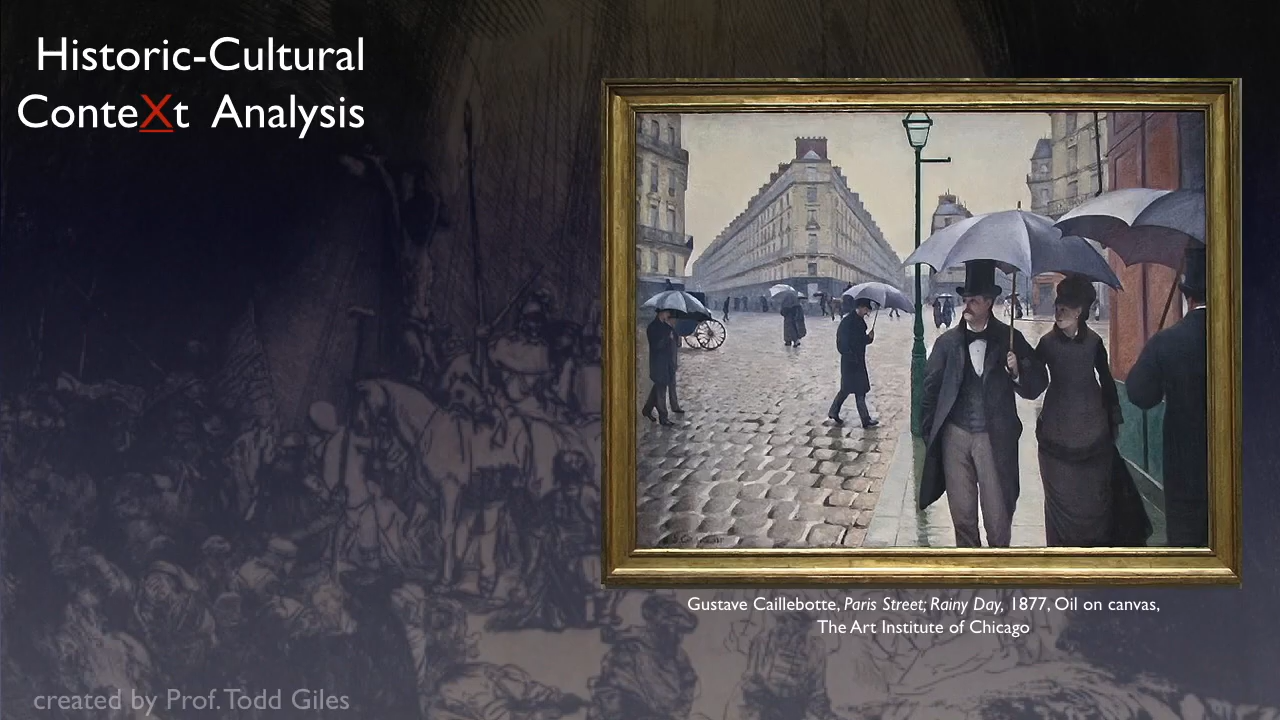 Historic-Cultural
ConteXt Analysis
Gustave Caillebotte, Paris Street; Rainy Day, 1877, Oil on canvas,
The Art Institute of Chicago
created by Prof. Todd Giles